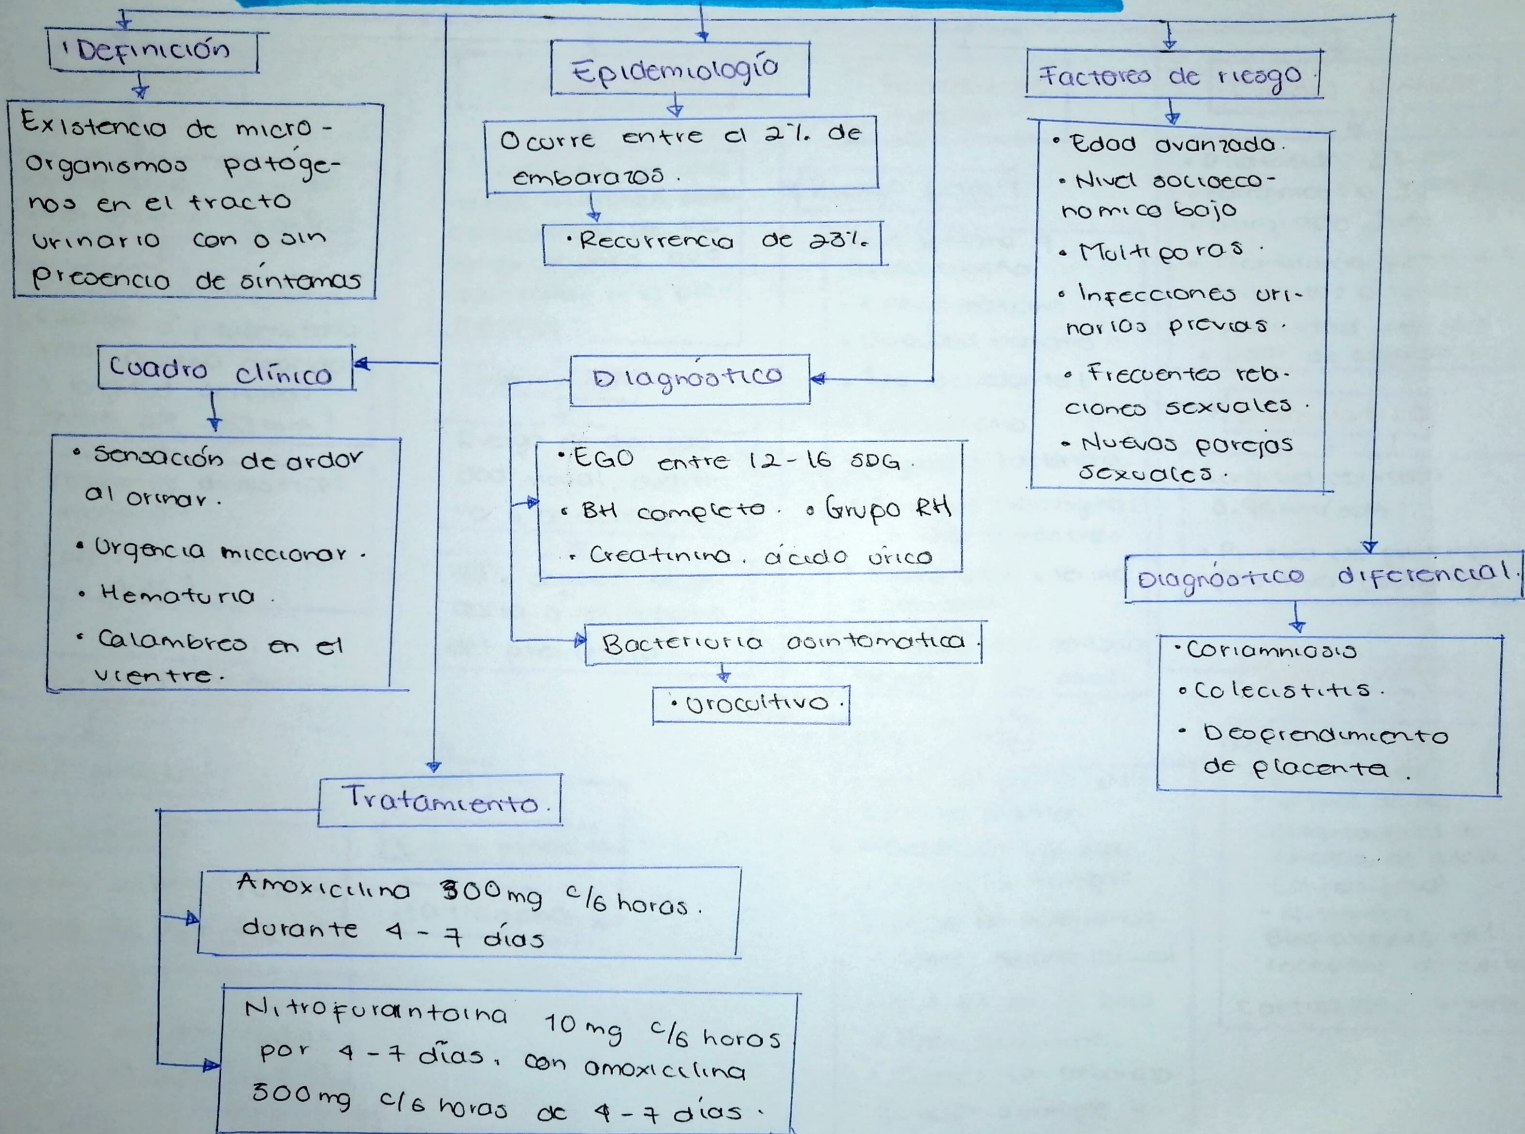 Definición
Existencia de micro-
organismos patóge-
nos en el tracto
urinario con o sin
presencia de síntomas
Epidemiología
Ocurre entre el 2% de
embarazos.
• Recurrencia de 23%.
Factores de riesgo.
• Edad avanzada.
• Nivel socioeco-
nomico bajo
• Multiparas.
• Infecciones uri-
narias previas.
• Frecuentes rela-
ciones sexuales.
• Nuevas parejas
sexuales.
Cuadro clínico
• Sensación de ardor
al orinar.
• Urgencia miccionar.
• Hematuria.
• Calambres en el
vientre.
Diagnóstico
• EGO entre 12-16 SDG.
• BH completo. • Grupo RH
• Creatinina. ácido úrico
Bacteriuria asintomatica.
• Urocultivo.
Diagnóstico diferencial.
• Coriamniosis
• Colecistitis.
• Desprendimiento
de placenta.
Tratamiento.
Amoxicilina 500mg c/6 horas.
durante 4-7 días
Nitrofurantoina 10mg c/6 horas
por 4-7 días, con amoxicilina
500mg c/6 horas de 4-7 días.